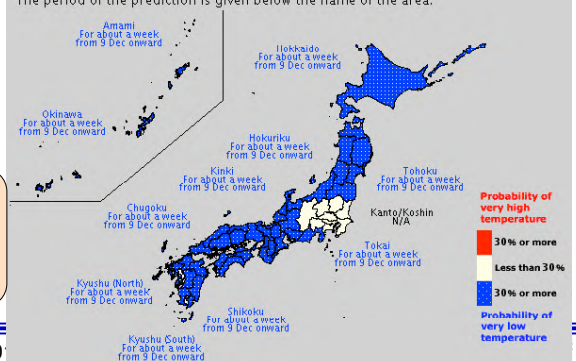 The period of the prediction is given below the name of the area.
Amami
For about a week
from 9 Dec onward
Hokkaido
For about a week
from 9 Dec onward
Okinawa
For about a week
from 9 Dec onward
Hokuriku
For about a week
from 9 Dec onward
Kinki
For about a week
from 9 Dec onward
Tohoku
For about a week
from 9 Dec onward
Chugoku
For about a week
from 9 Dec onward
Kanto/Koshin
N/A
Tokai
For about a week
from 9 Dec onward
Kyushu (North)
For about a week
from 9 Dec onward
Shikoku
For about a week
from 9 Dec onward
Kyushu (South)
For about a week
from 9 Dec onward
Probability of
very high
temperature
30% or more
Less than 30%
30% or more
Probability of
very low
temperature